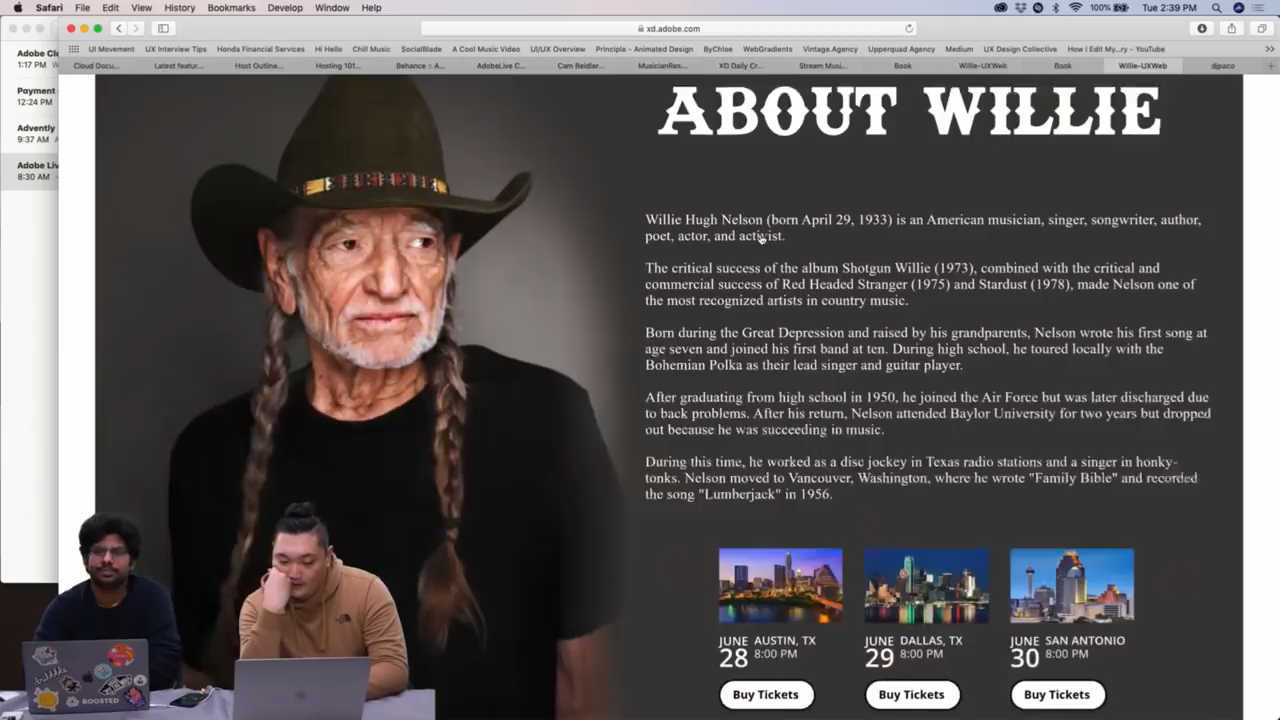 Safari File Edit View History Bookmarks Develop Window Help 100% Tue 2:39 PM
xd.adobe.com
UI Movement UX Interview Tips Honda Financial Services Hi Hello Chill Music SocialBlade A Cool Music Video UI/UX Overview Principle - Animated Design ByChloe WebGradients Vintage.Agency Upperquad Agency Medium UX Design Collective How I Edit My...ry - YouTube
Cloud Docu... Latest featur... Host Outline... Hosting 101... Behance :: A... AdobeLive C... Cam Beidler... MusicianRes... XD Daily Cr... Stream Musi... Book Willie-UXWeb Book Willie-UXWeb djpaco
Adobe Cl
1:17 PM
Payment
12:24 PM
Advently
9:37 AM
Adobe Liv
8:30 AM
ABOUT WILLIE
Willie Hugh Nelson (born April 29, 1933) is an American musician, singer, songwriter, author,
poet, actor, and activist.
The critical success of the album Shotgun Willie (1973), combined with the critical and
commercial success of Red Headed Stranger (1975) and Stardust (1978), made Nelson one of
the most recognized artists in country music.
Born during the Great Depression and raised by his grandparents, Nelson wrote his first song at
age seven and joined his first band at ten. During high school, he toured locally with the
Bohemian Polka as their lead singer and guitar player.
After graduating from high school in 1950, he joined the Air Force but was later discharged due
to back problems. After his return, Nelson attended Baylor University for two years but dropped
out because he was succeeding in music.
During this time, he worked as a disc jockey in Texas radio stations and a singer in honky-
tonks. Nelson moved to Vancouver, Washington, where he wrote "Family Bible" and recorded
the song "Lumberjack" in 1956.
JUNE 28 AUSTIN, TX
8:00 PM
Buy Tickets
JUNE 29 DALLAS, TX
8:00 PM
Buy Tickets
JUNE 30 SAN ANTONIO
8:00 PM
Buy Tickets
dribbble
BOOSTED